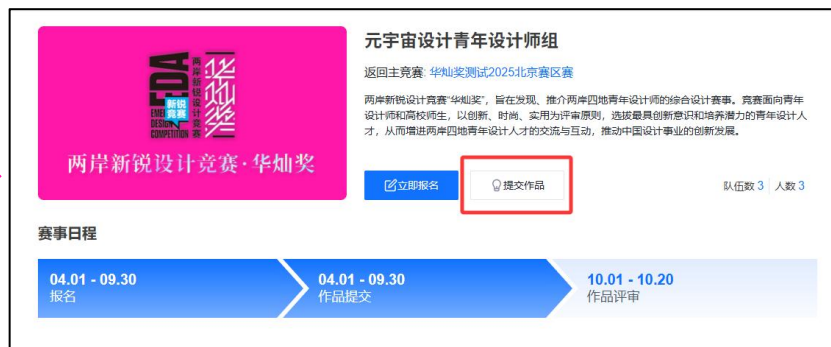 元宇宙设计青年设计师组
返回主竞赛: 华灿奖测试2025北京赛区赛
两岸新锐设计竞赛“华灿奖”，旨在发现、推介两岸四地青年设计师的综合设计赛事。竞赛面向青年
设计师和高校师生，以创新、时尚、实用为评审原则，选拔最具创新意识和培养潜力的青年设计人
才，从而增进两岸四地青年设计人才的交流与互动，推动中国设计事业的创新发展。
EFDA
两岸新锐设计竞赛
华灿奖
新锐
竞赛
DESIGN
COMPETITION
两岸新锐设计竞赛·华灿奖
立即报名
提交作品
队伍数 3 人数 3
赛事日程
04.01 - 09.30
报名
04.01 - 09.30
作品提交
10.01 - 10.20
作品评审